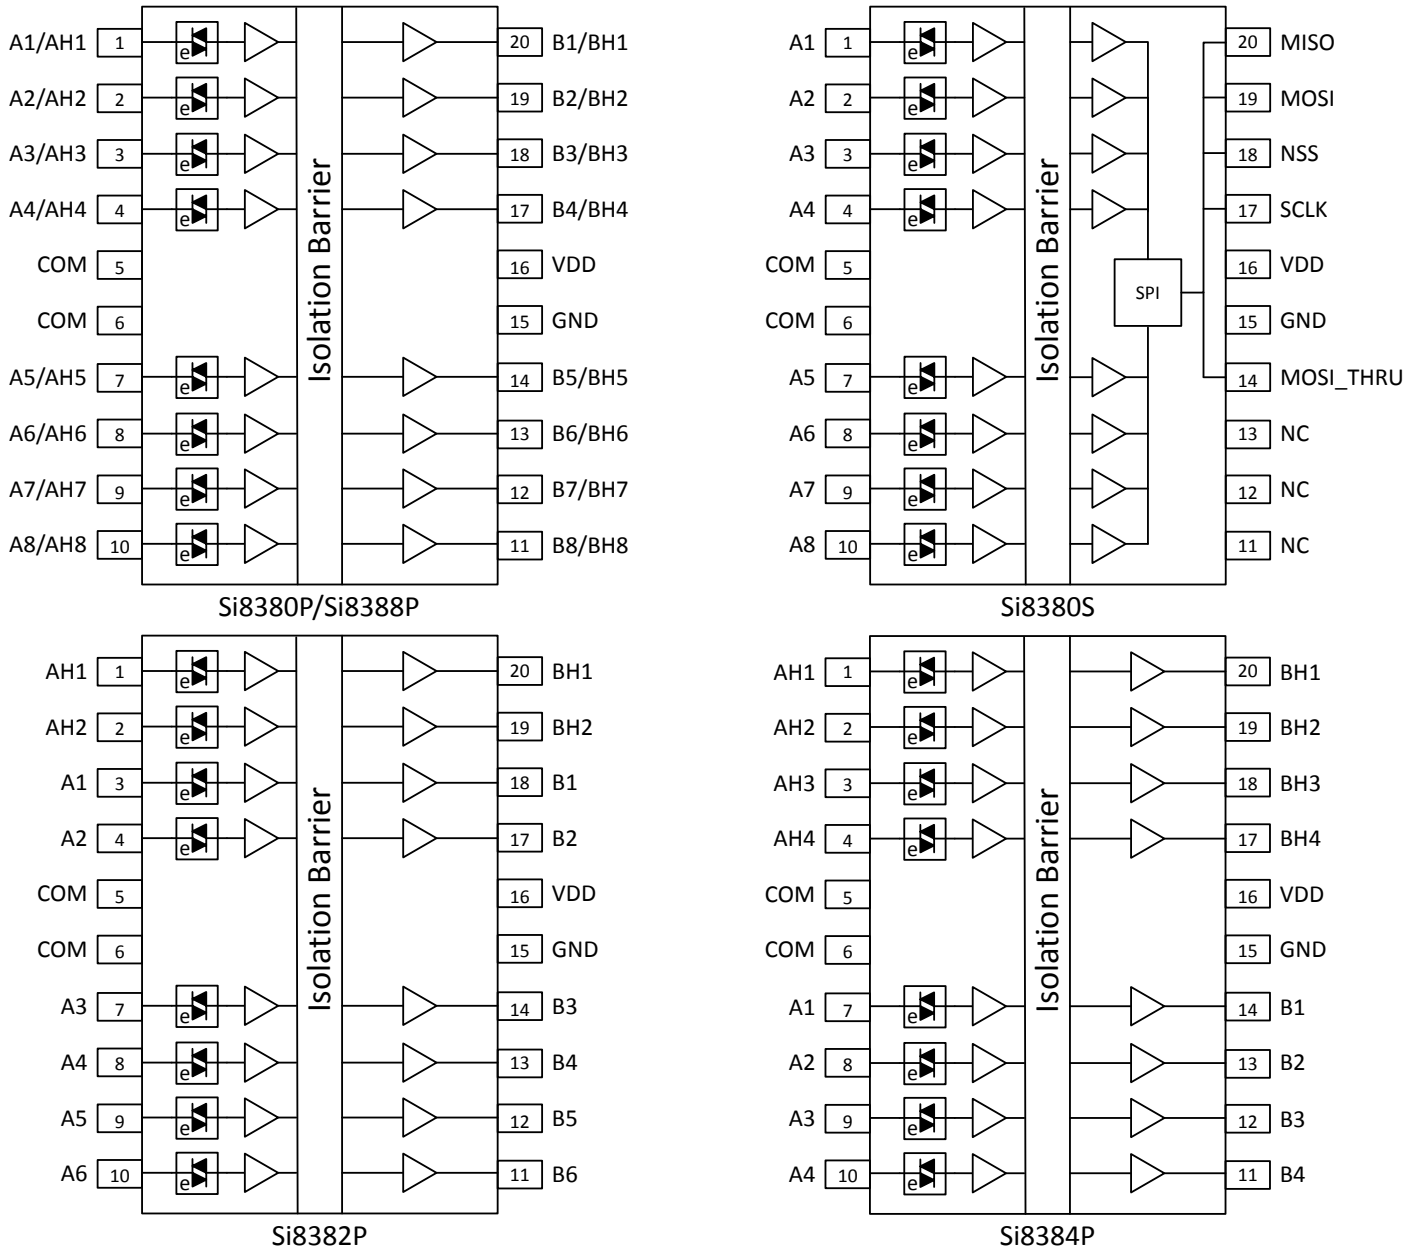 A1/AH1 1 20 B1/BH1
A2/AH2 2 e 19 B2/BH2
A3/AH3 3 e 18 B3/BH3
A4/AH4 4 e 17 B4/BH4
COM 5 16 VDD
COM 6 15 GND
A5/AH5 7 e 14 B5/BH5
A6/AH6 8 e 13 B6/BH6
A7/AH7 9 e 12 B7/BH7
A8/AH8 10 e 11 B8/BH8
e
Isolation Barrier
Si8380P/Si8388P
A1 1 e 20 MISO
A2 2 e 19 MOSI
A3 3 e 18 NSS
A4 4 e 17 SCLK
COM 5 16 VDD
SPI
COM 6 15 GND
A5 7 e 14 MOSI_THRU
A6 8 e 13 NC
A7 9 e 12 NC
A8 10 e 11 NC
Isolation Barrier
Si8380S
AH1 1 e 20 BH1
AH2 2 e 19 BH2
A1 3 e 18 B1
A2 4 e 17 B2
COM 5 16 VDD
COM 6 15 GND
A3 7 e 14 B3
A4 8 e 13 B4
A5 9 e 12 B5
A6 10 e 11 B6
Isolation Barrier
Si8382P
AH1 1 e 20 BH1
AH2 2 e 19 BH2
AH3 3 e 18 BH3
AH4 4 e 17 BH4
COM 5 16 VDD
COM 6 15 GND
A1 7 e 14 B1
A2 8 e 13 B2
A3 9 e 12 B3
A4 10 e 11 B4
Isolation Barrier
Si8384P